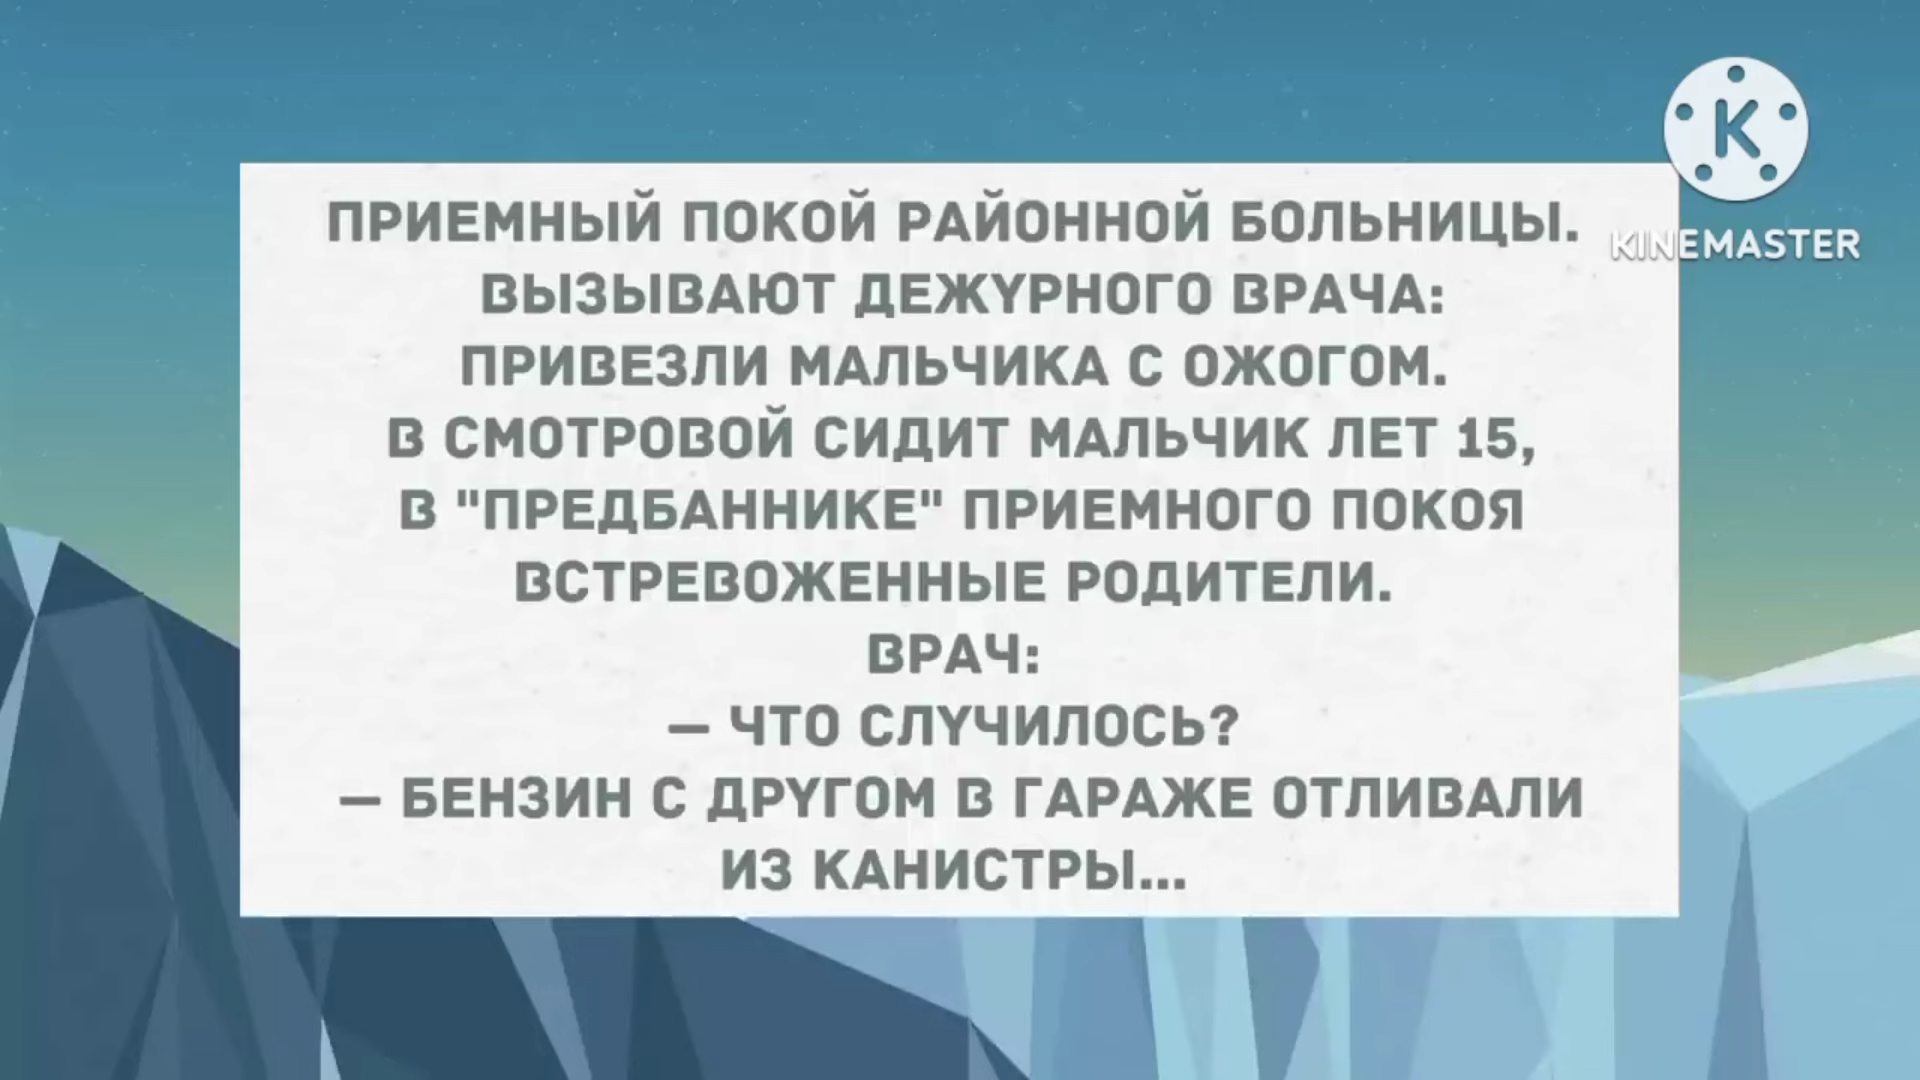 ПРИЕМНЫЙ ПОКОЙ РАЙОННОЙ БОЛЬНИЦЫ.
ВЫЗЫВАЮТ ДЕЖУРНОГО ВРАЧА:
ПРИВЕЗЛИ МАЛЬЧИКА С ОЖОГОМ.
В СМОТРОВОЙ СИДИТ МАЛЬЧИК ЛЕТ 15,
В "ПРЕДБАННИКЕ" ПРИЕМНОГО ПОКОЯ
ВСТРЕВОЖЕННЫЕ РОДИТЕЛИ.
ВРАЧ:
– ЧТО СЛУЧИЛОСЬ?
– БЕНЗИН С ДРУГОМ В ГАРАЖЕ ОТЛИВАЛИ
ИЗ КАНИСТРЫ...
K
KINEMASTER